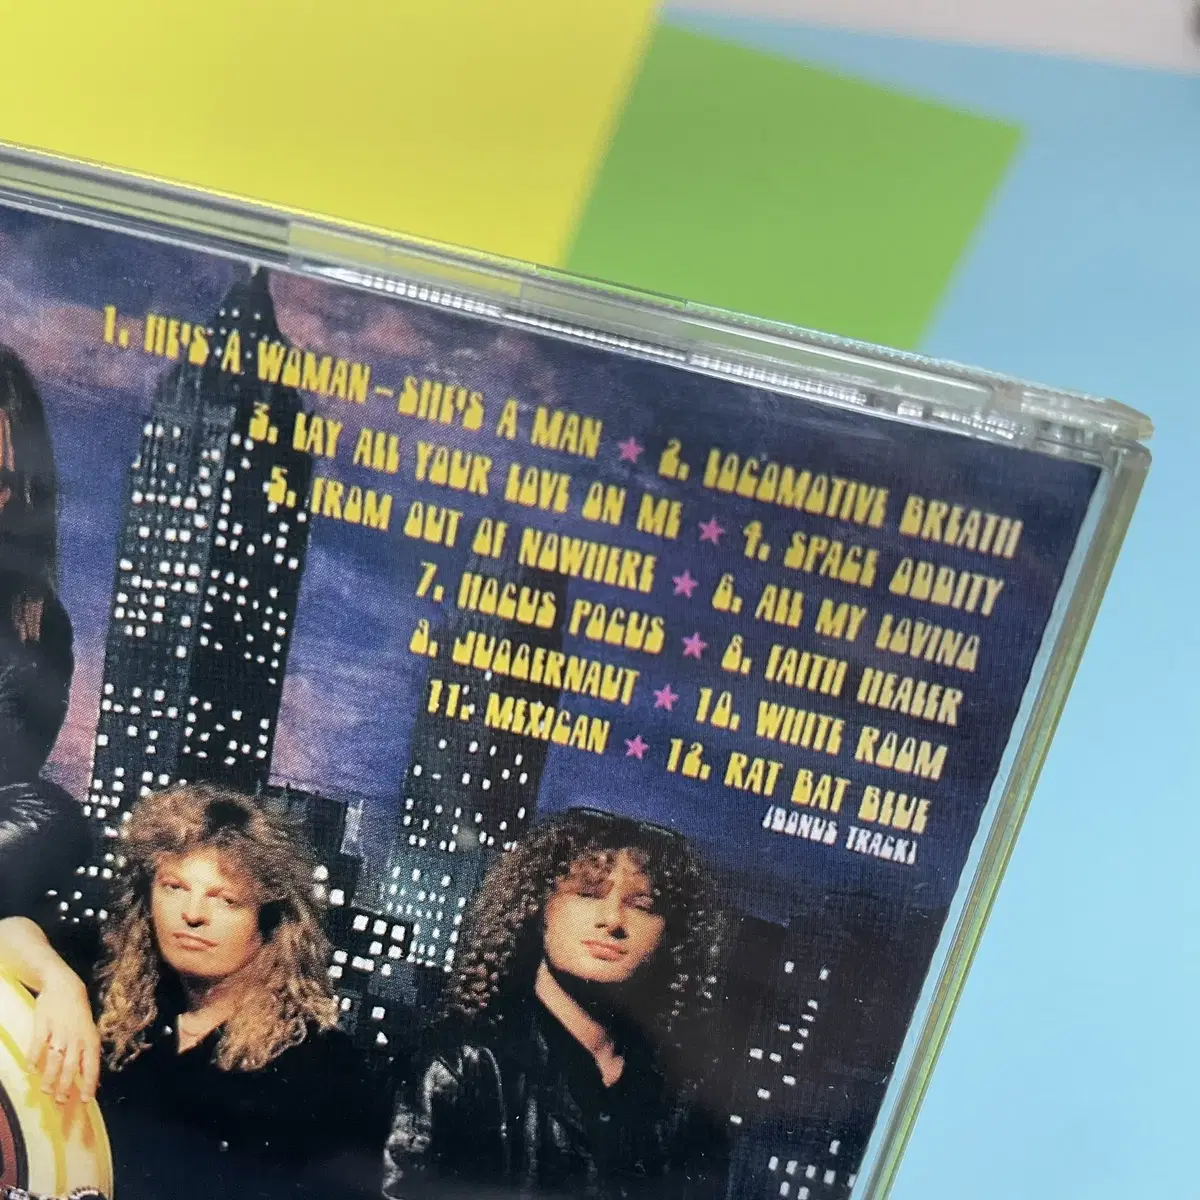 1. HE'S A WOMAN - SHE'S A MAN ★ 2. LOCOMOTIVE BREATH
3. LAY ALL YOUR LOVE ON ME ★ 4. SPACE ODDITY
5. FROM OUT OF NOWHERE ★ 6. ALL MY LOVING
7. HOCUS POCUS ★ 8. FAITH HEALER
9. JUGGERNAUT ★ 10. WHITE ROOM
11. MEXICAN ★ 12. RAT BAT BLUE
(BONUS TRACK)